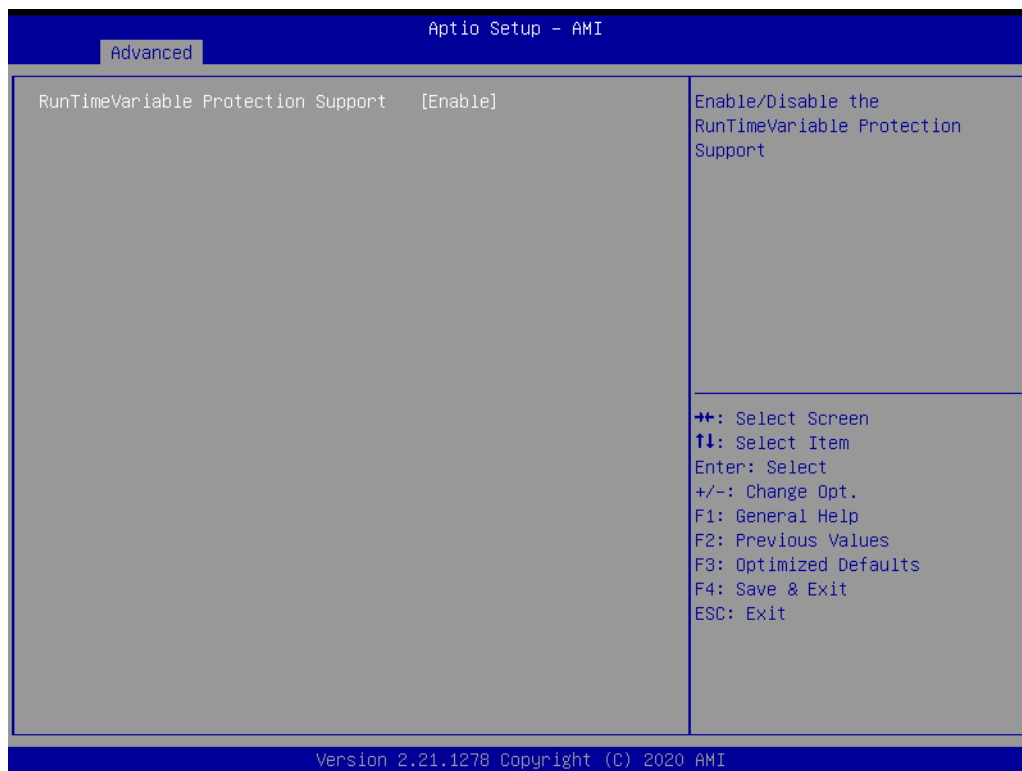 Aptio Setup – AMI
Advanced
RunTimeVariable Protection Support [Enable]
Enable/Disable the
RunTimeVariable Protection
Support
→←: Select Screen
↑↓: Select Item
Enter: Select
+/-: Change Opt.
F1: General Help
F2: Previous Values
F3: Optimized Defaults
F4: Save & Exit
ESC: Exit
Version 2.21.1278 Copyright (C) 2020 AMI